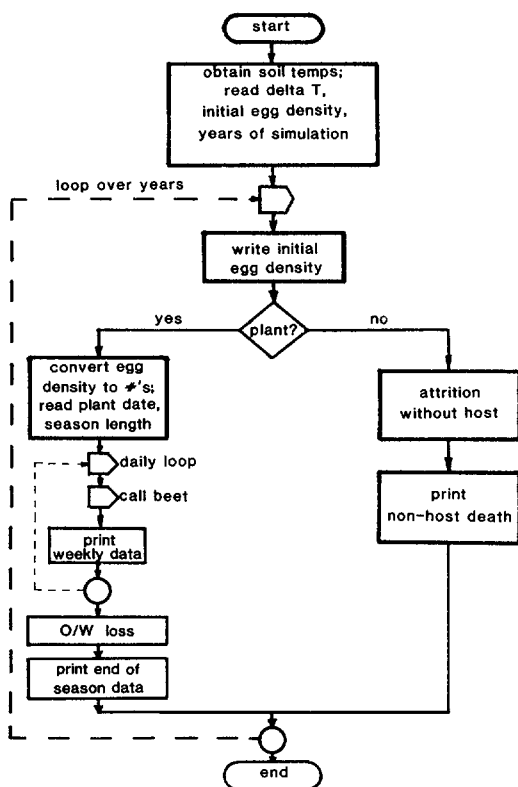 start
obtain soil temps;
read delta T,
initial egg density,
years of simulation
loop over years
write initial
egg density
plant?
yes
no
convert egg
density to #'s;
read plant date,
season length
attrition
without host
daily loop
call beet
print
non-host death
print
weekly data
O/W loss
print end of
season data
end